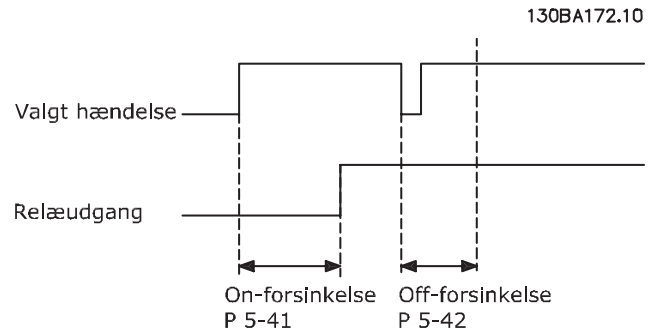 130BA172.10
Valgt hændelse
Relæudgang
On-forsinkelse
P 5-41
Off-forsinkelse
P 5-42